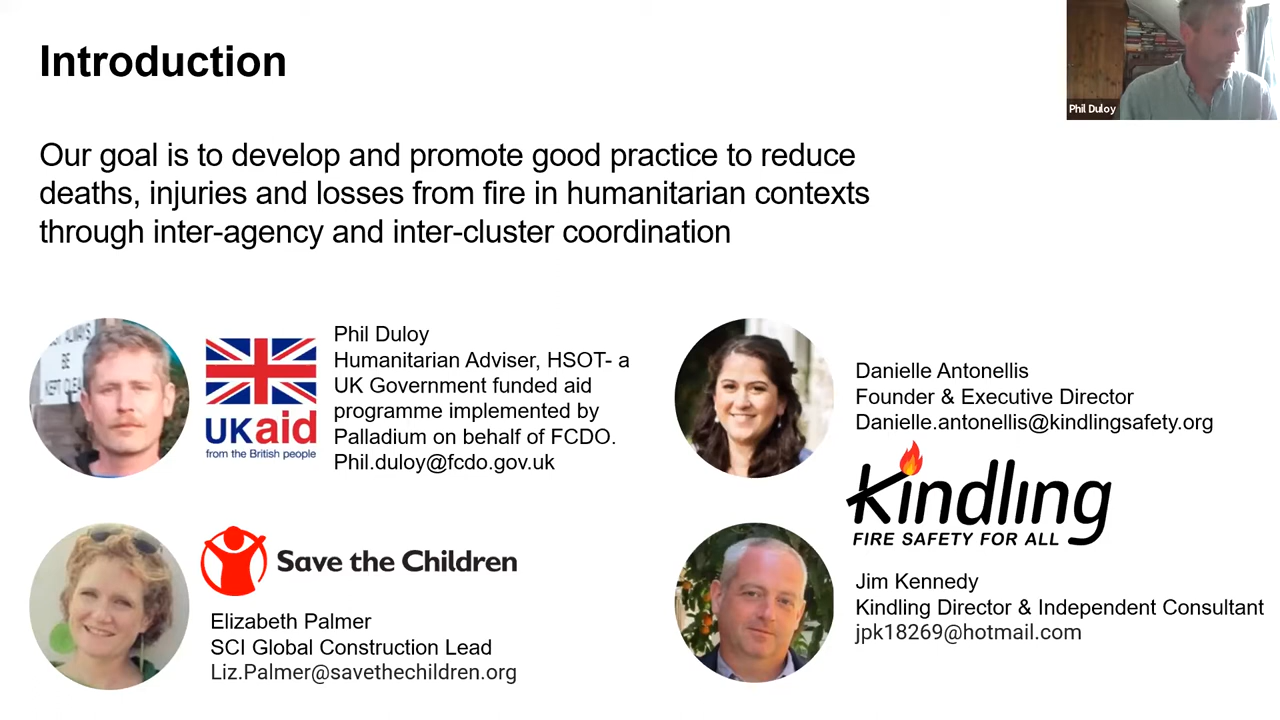 Introduction
Phil Duloy
Our goal is to develop and promote good practice to reduce
deaths, injuries and losses from fire in humanitarian contexts
through inter-agency and inter-cluster coordination
ALWAYS
BE
KEPT CLEA
UKaid
from the British people
Phil Duloy
Humanitarian Adviser, HSOT- a
UK Government funded aid
programme implemented by
Palladium on behalf of FCDO.
Phil.duloy@fcdo.gov.uk
Danielle Antonellis
Founder & Executive Director
Danielle.antonellis@kindlingsafety.org
Kindling
FIRE SAFETY FOR ALL
Save the Children
Elizabeth Palmer
SCI Global Construction Lead
Liz.Palmer@savethechildren.org
Jim Kennedy
Kindling Director & Independent Consultant
jpk18269@hotmail.com